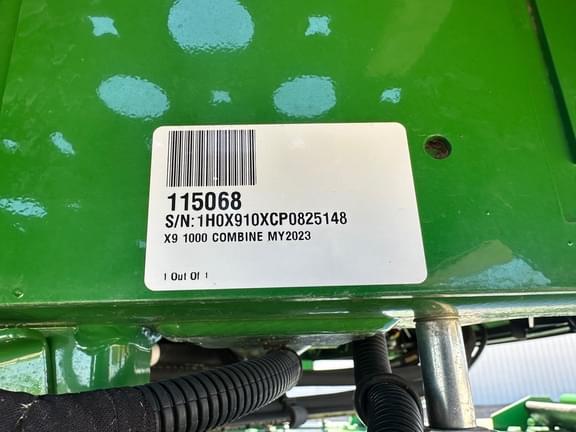 115068
S/N:1H0X910XCP0825148
X9 1000 COMBINE MY2023
1 Out Of 1